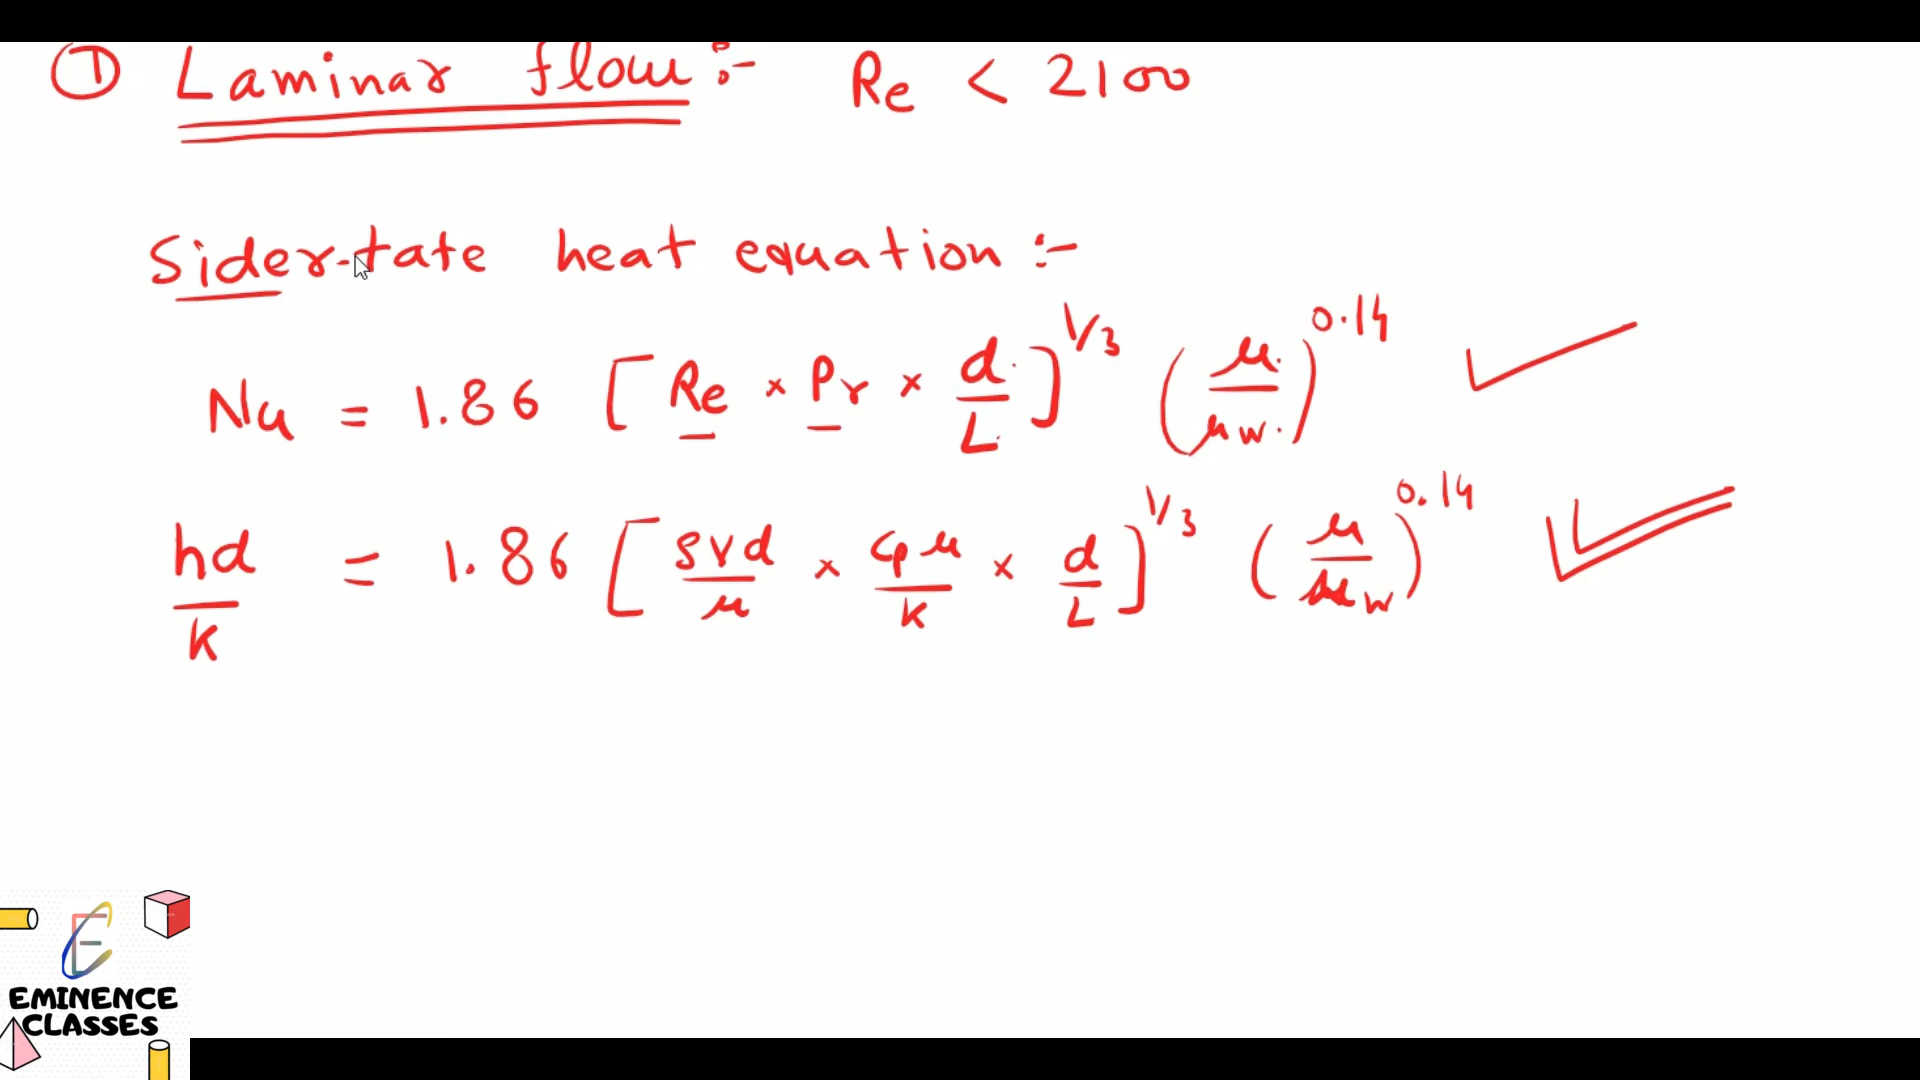 ① Laminar flow :- Re < 2100
Sider-tate heat equation :-
Nu = 1.86 [Re × Pr × d/L]^1/3 (μ/μw)^0.14
hd/k = 1.86 [ρvd/μ × Cpμ/k × d/L]^1/3 (μ/μw)^0.14
E
EMINENCE
CLASSES